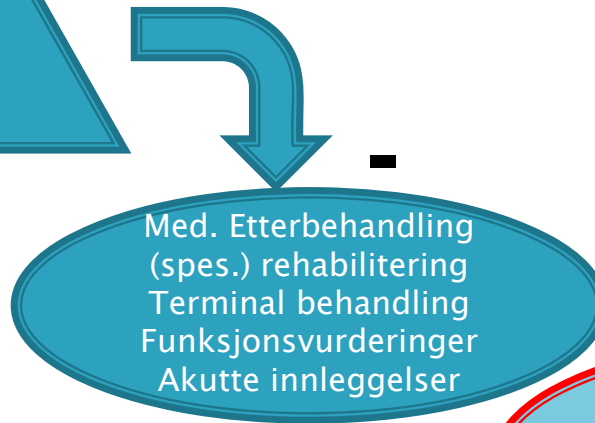 -
Med. Etterbehandling
(spes.) rehabilitering
Terminal behandling
Funksjonsvurderinger
Akutte innleggelser